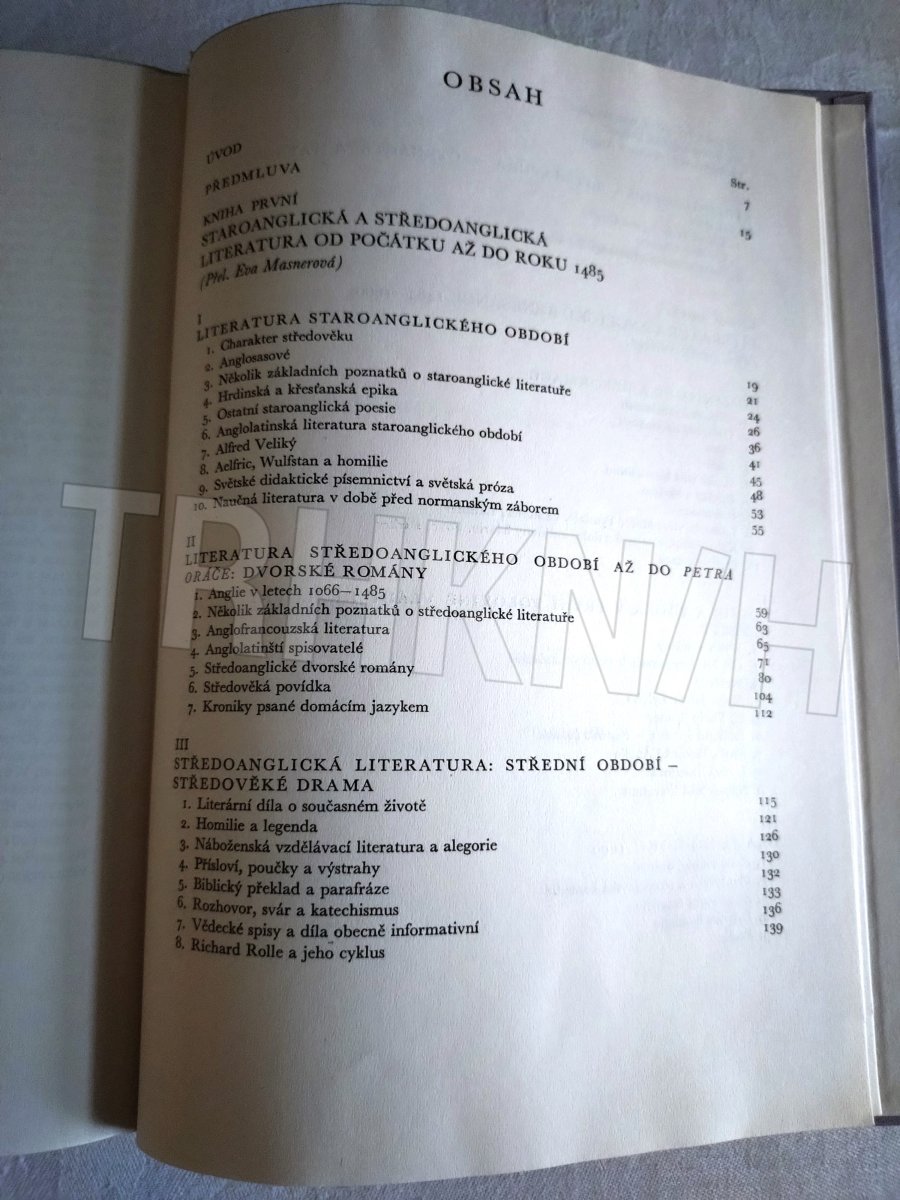 OBSAH
Str.
ÚVOD 7
PŘEDMLUVA 15
KNIHA PRVNÍ
STAROANGLICKÁ A STŘEDOANGLICKÁ
LITERATURA OD POČÁTKU AŽ DO ROKU 1485
(Přel. Eva Masnerová)
I
LITERATURA STAROANGLICKÉHO OBDOBÍ
1. Charakter středověku 19
2. Anglosasové 21
3. Několik základních poznatků o staroanglické literatuře 24
4. Hrdinská a křesťanská epika 26
5. Ostatní staroanglická poesie 36
6. Anglolatinská literatura staroanglického období 41
7. Alfred Veliký 45
8. Aelfric, Wulfstan a homilie 48
9. Světské didaktické písemnictví a světská próza 53
10. Naučná literatura v době před normanským záborem 55
II
LITERATURA STŘEDOANGLICKÉHO OBDOBÍ AŽ DO PETRA
ORÁČE: DVORSKÉ ROMÁNY
1. Anglie v letech 1066–1485 59
2. Několik základních poznatků o středoanglické literatuře 63
3. Anglofrancouzská literatura 65
4. Anglolatinští spisovatelé 71
5. Středoanglické dvorské romány 80
6. Středověká povídka 104
7. Kroniky psané domácím jazykem 112
III
STŘEDOANGLICKÁ LITERATURA: STŘEDNÍ OBDOBÍ –
STŘEDOVĚKÉ DRAMA
1. Literární díla o současném životě 115
2. Homilie a legenda 121
3. Náboženská vzdělávací literatura a alegorie 126
4. Přísloví, poučky a výstrahy 130
5. Biblický překlad a parafráze 132
6. Rozhovor, svár a katechismus 133
7. Vědecké spisy a díla obecně informativní 136
8. Richard Rolle a jeho cyklus 139